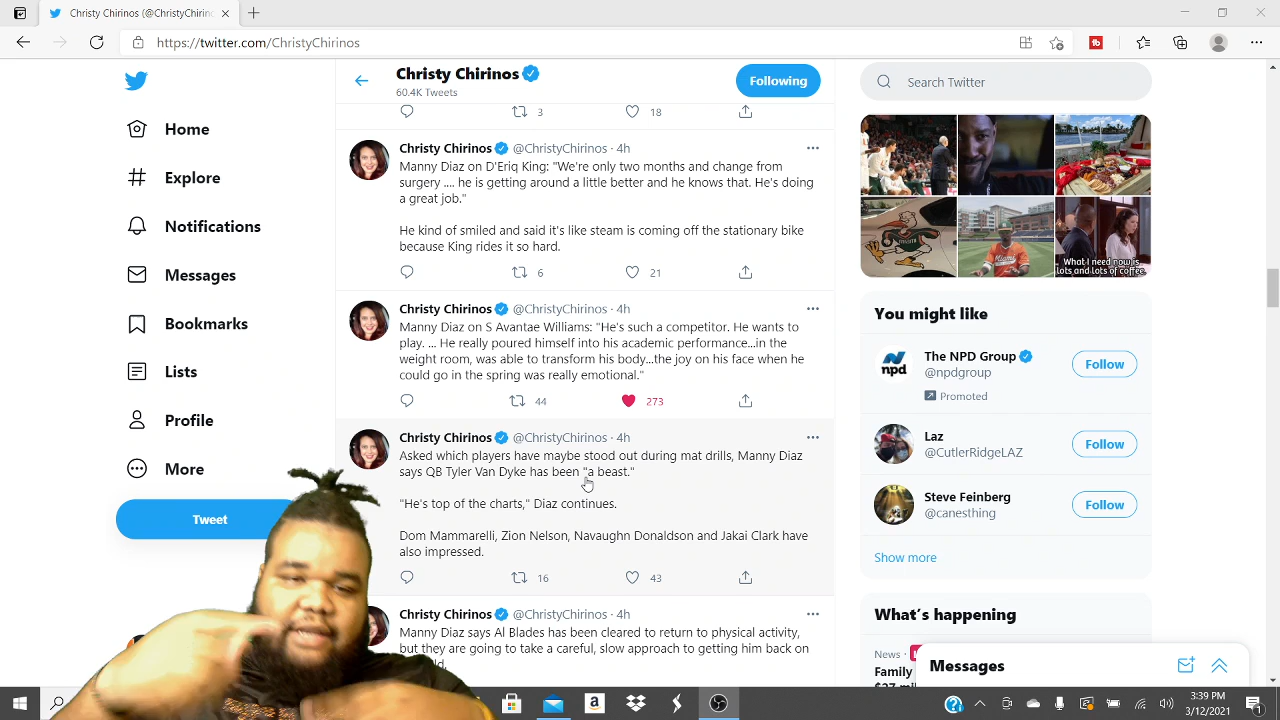 Christy Chirinos (@ChristyChirin
https://twitter.com/ChristyChirinos
Christy Chirinos
60.4K Tweets
Following
Search Twitter
Home
Explore
Notifications
Messages
Bookmarks
Lists
Profile
More
Tweet
3 18
Christy Chirinos @ChristyChirinos · 4h
Manny Diaz on D'Eriq King: "We're only two months and change from
surgery .... he is getting around a little better and he knows that. He's doing
a great job."
He kind of smiled and said it's like steam is coming off the stationary bike
because King rides it so hard.
6 21
Christy Chirinos @ChristyChirinos · 4h
Manny Diaz on S Avantae Williams: "He's such a competitor. He wants to
play. ... He really poured himself into his academic performance...in the
weight room, was able to transform his body...the joy on his face when he
could go in the spring was really emotional."
44 273
Christy Chirinos @ChristyChirinos · 4h
Asked which players have maybe stood out during mat drills, Manny Diaz
says QB Tyler Van Dyke has been "a beast."
"He's top of the charts," Diaz continues.
Dom Mammarelli, Zion Nelson, Navaughn Donaldson and Jakai Clark have
also impressed.
16 43
Christy Chirinos @ChristyChirinos · 4h
Manny Diaz says Al Blades has been cleared to return to physical activity,
but they are going to take a careful, slow approach to getting him back on
Miami
What I need now is
lots and lots of coffee.
You might like
The NPD Group
@npdgroup
Promoted
Follow
npd
Laz
@CutlerRidgeLAZ
Follow
Steve Feinberg
@canesthing
Follow
Show more
What's happening
News ·
Family
Messages
3:39 PM
3/12/2021